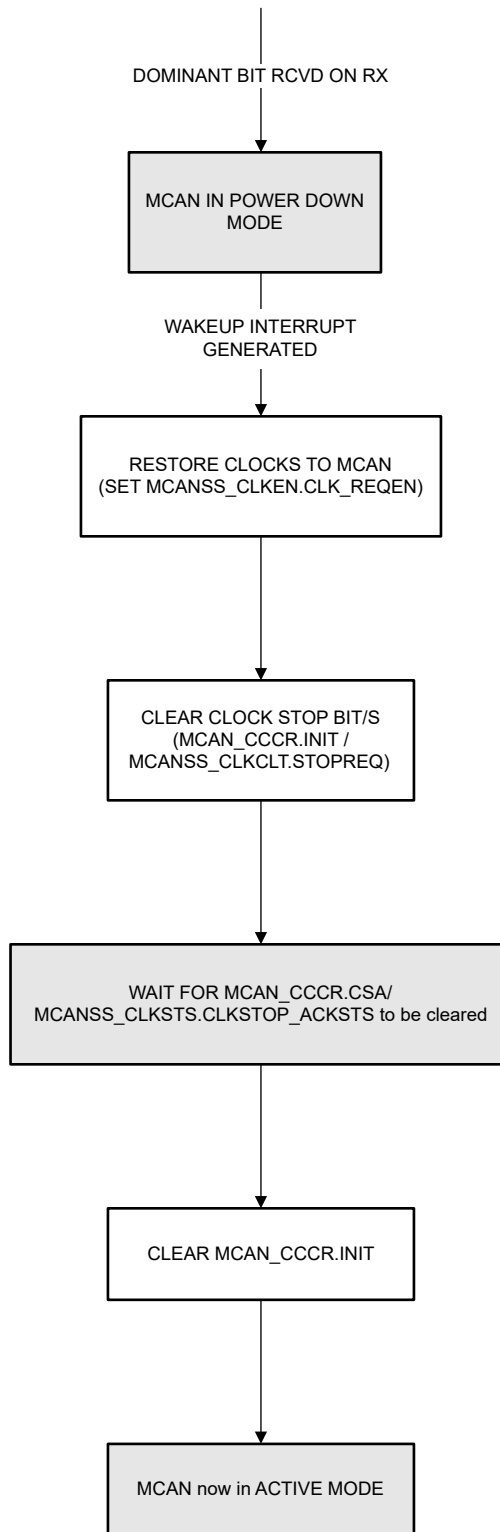 DOMINANT BIT RCVD ON RX
MCAN IN POWER DOWN
MODE
WAKEUP INTERRUPT
GENERATED
RESTORE CLOCKS TO MCAN
(SET MCANSS_CLKEN.CLK_REQEN)
CLEAR CLOCK STOP BIT/S
(MCAN_CCCR.INIT /
MCANSS_CLKCLT.STOPREQ)
WAIT FOR MCAN_CCCR.CSA/
MCANSS_CLKSTS.CLKSTOP_ACKSTS to be cleared
CLEAR MCAN_CCCR.INIT
MCAN now in ACTIVE MODE